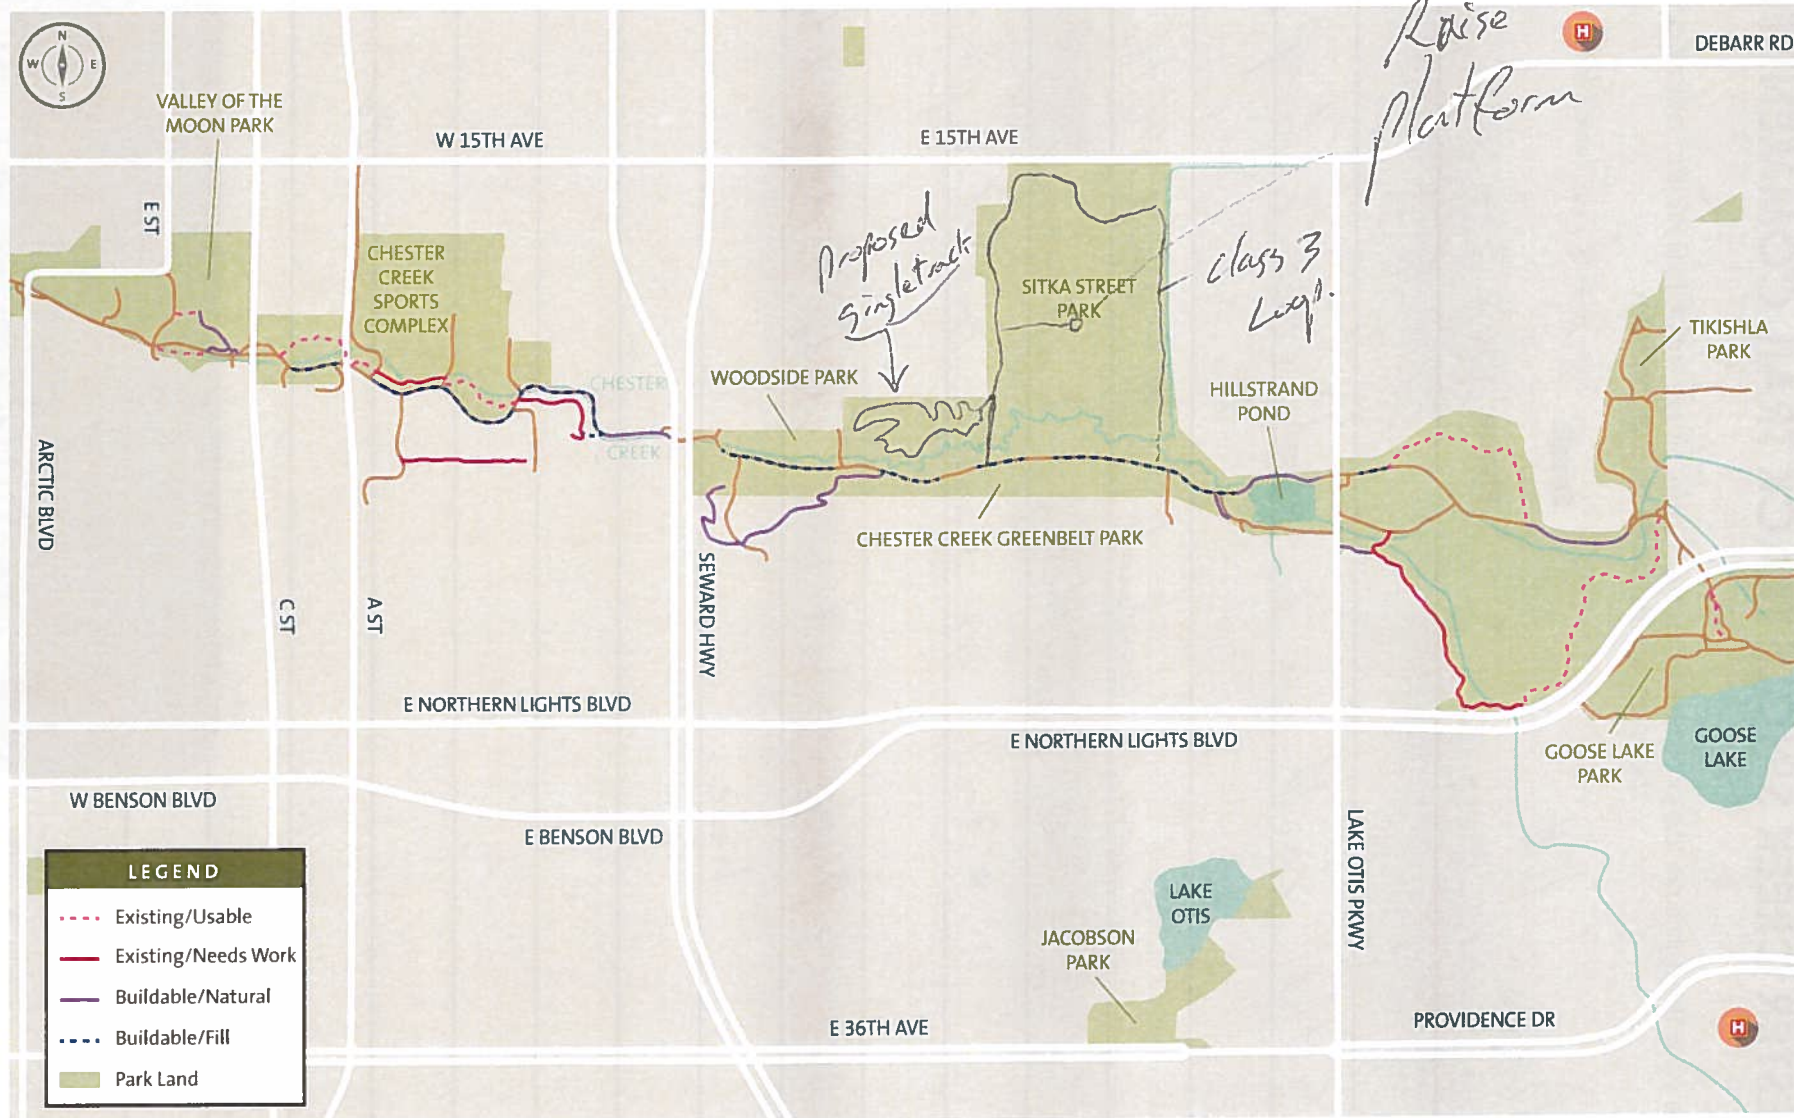 N
W E
S
Raise
Platform
H
DEBARR RD
VALLEY OF THE
MOON PARK
W 15TH AVE
E 15TH AVE
E ST
CHESTER
CREEK
SPORTS
COMPLEX
Proposed
Singletrack
SITKA STREET
PARK
class 3
Loop.
TIKISHLA
PARK
WOODSIDE PARK
CHESTER
CREEK
HILLSTRAND
POND
ARCTIC BLVD
CHESTER CREEK GREENBELT PARK
C ST
A ST
SEWARD HWY
E NORTHERN LIGHTS BLVD
E NORTHERN LIGHTS BLVD
GOOSE LAKE
PARK
GOOSE
LAKE
W BENSON BLVD
E BENSON BLVD
LAKE OTIS PKWY
LAKE
OTIS
JACOBSON
PARK
E 36TH AVE
PROVIDENCE DR
H
LEGEND
Existing/Usable
Existing/Needs Work
Buildable/Natural
Buildable/Fill
Park Land